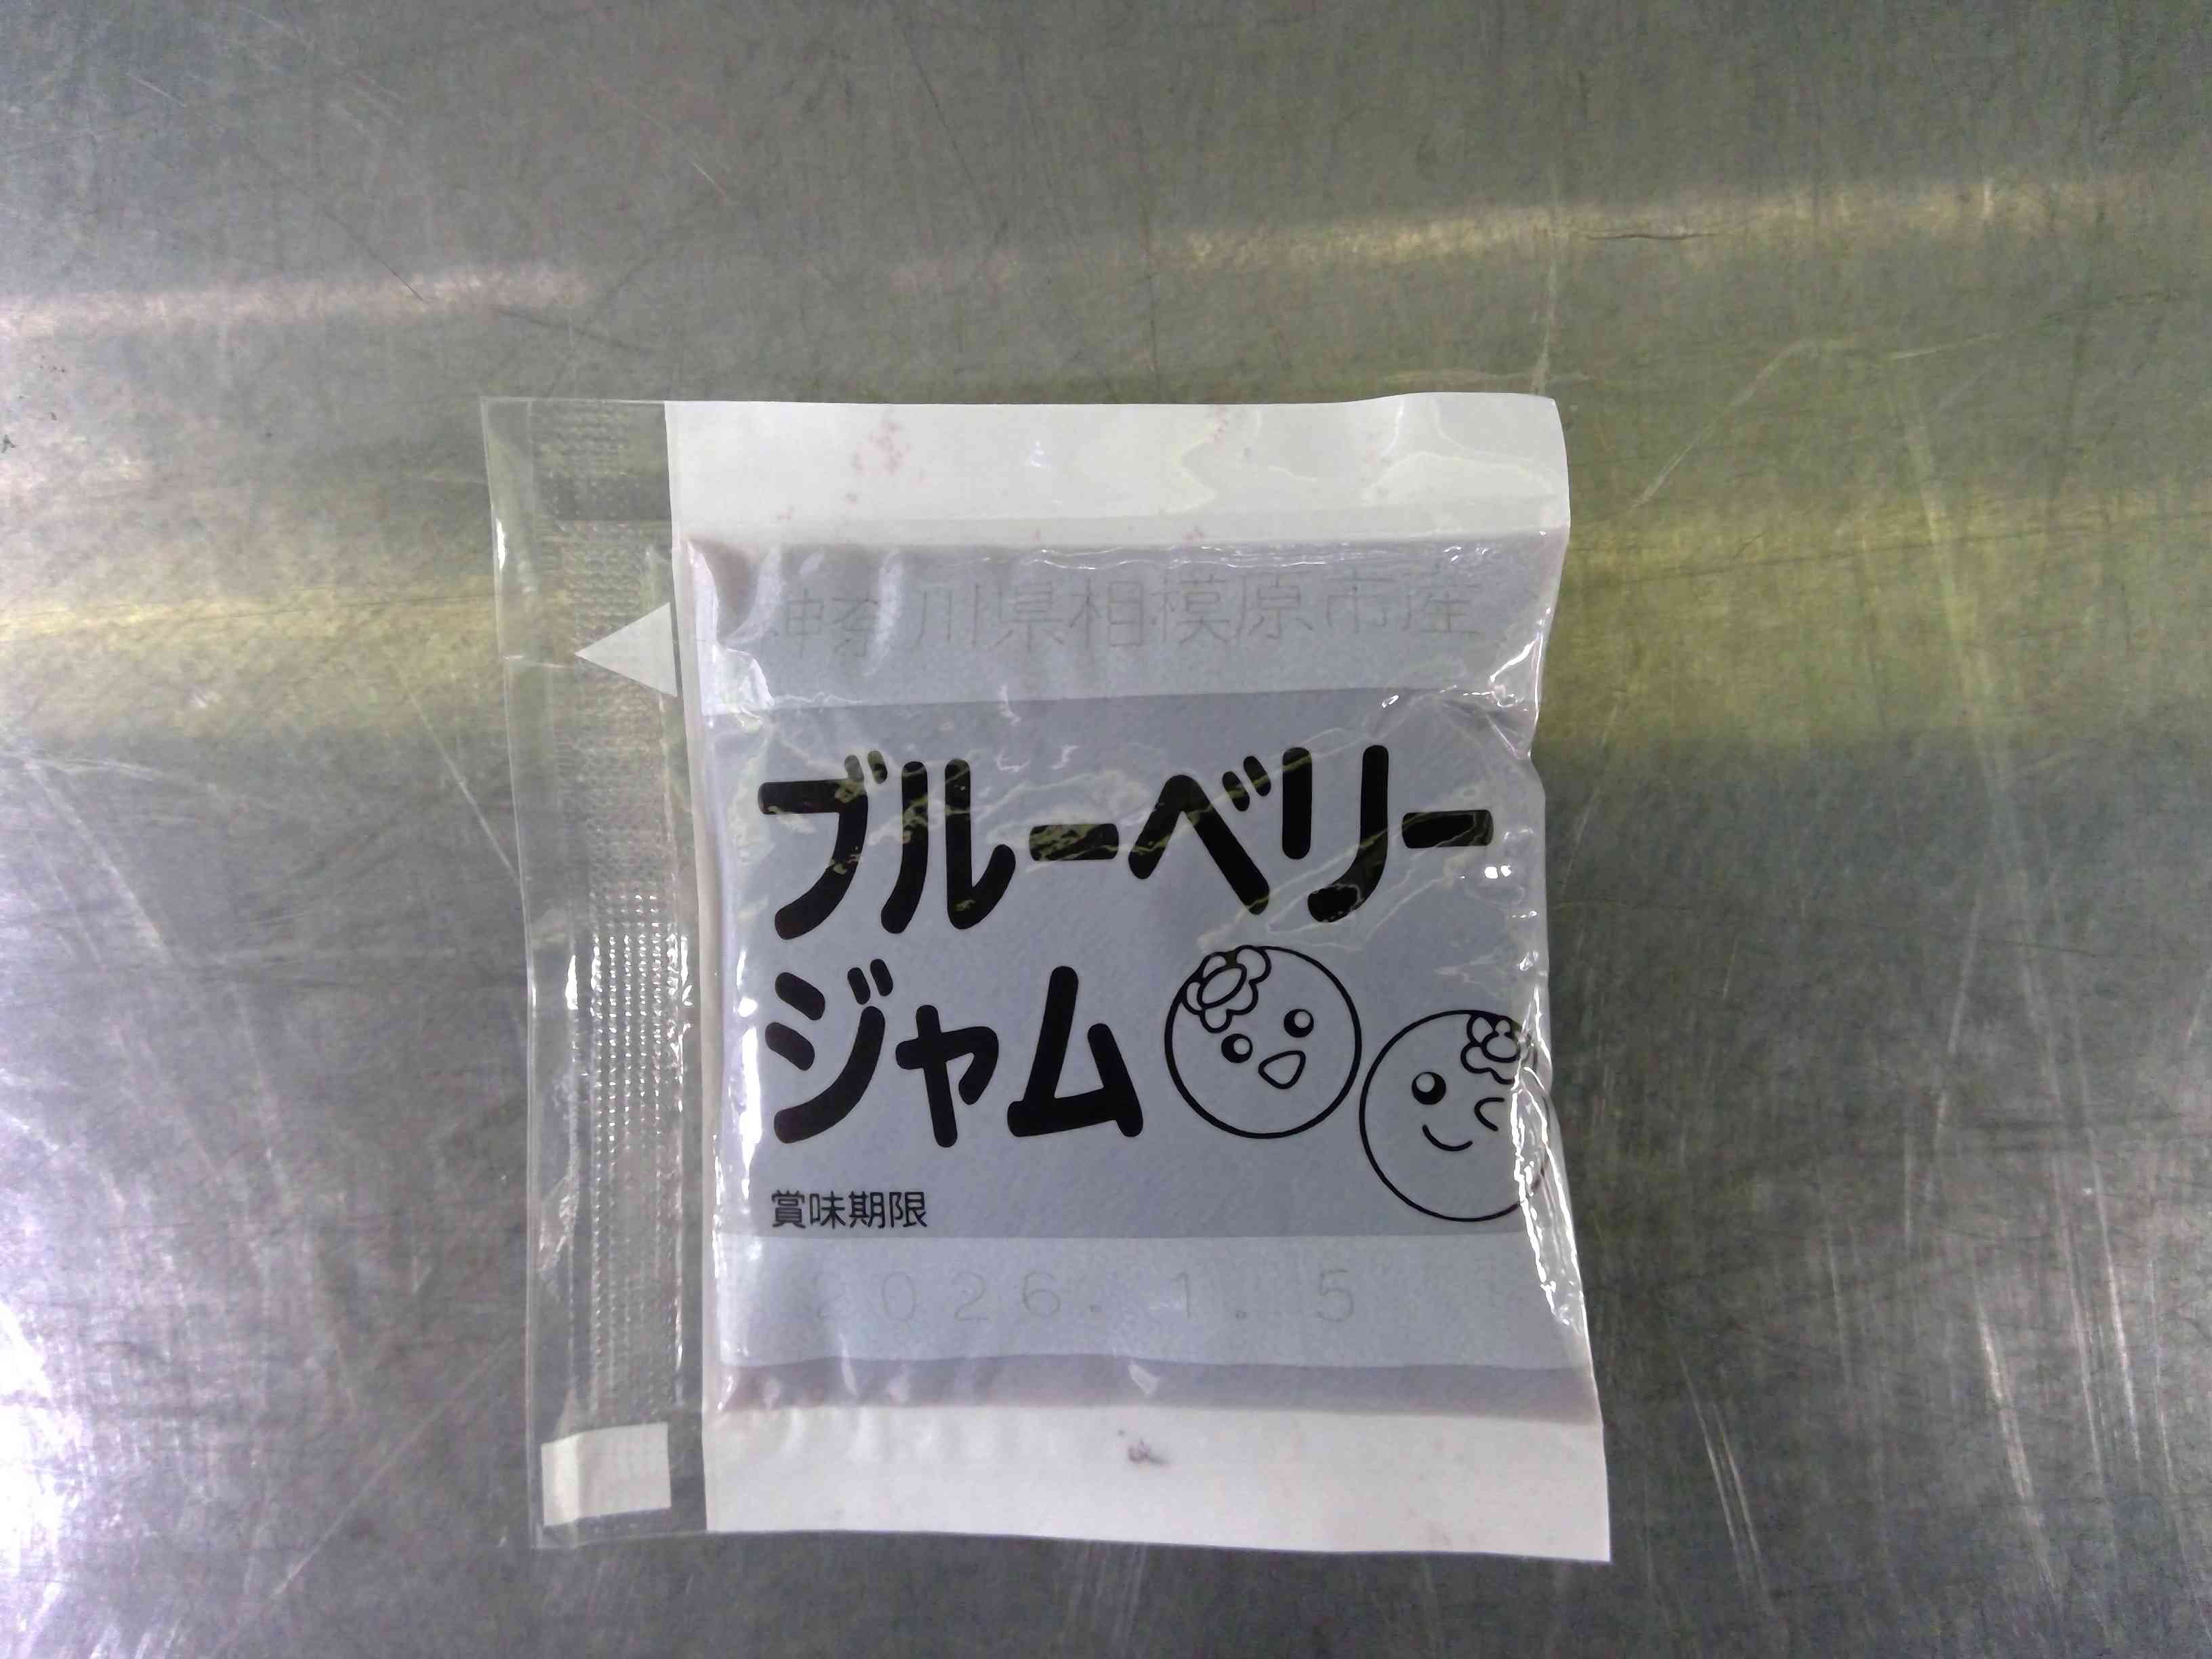 神奈川県相模原市産
ブルーベリー
ジャム
賞味期限
2026. 1. 5